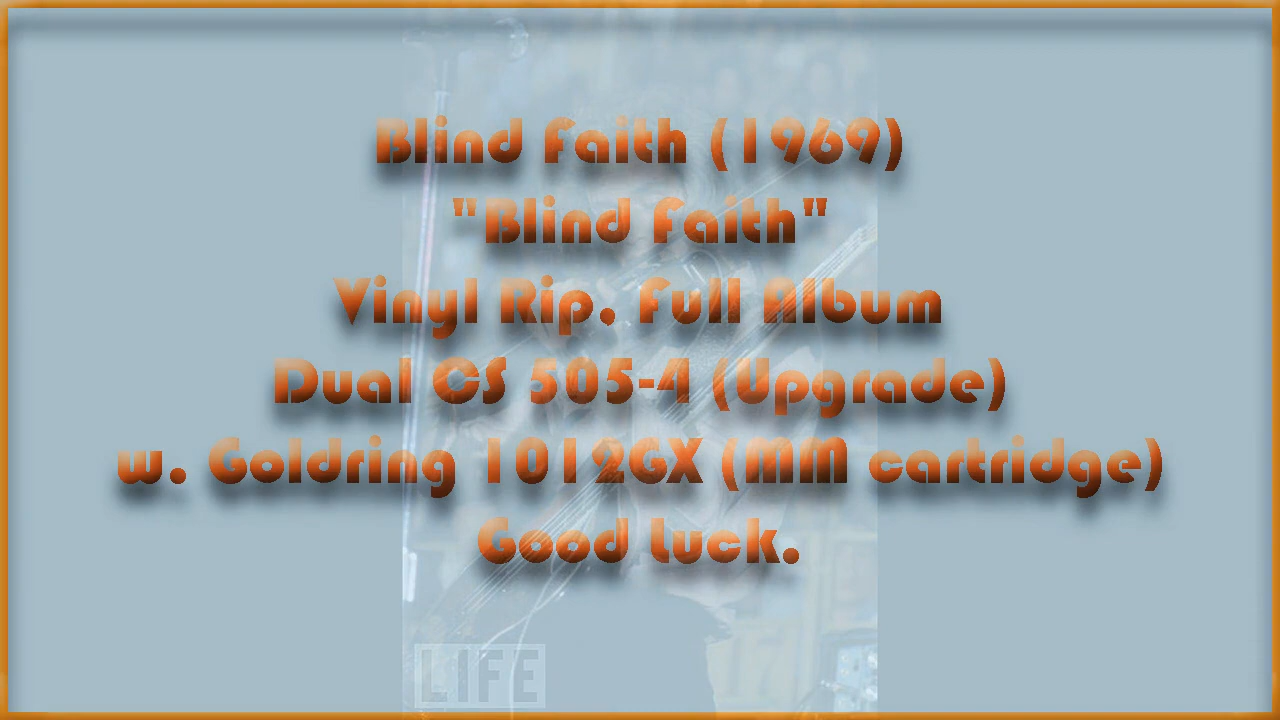 Blind Faith (1969)
"Blind Faith"
Vinyl Rip. Full Album
Dual CS 505-4 (Upgrade)
w. Goldring 1012GX (MM cartridge)
Good Luck.
LIFE